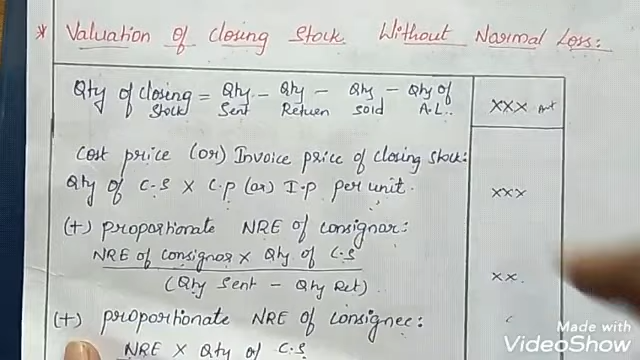 * Valuation of closing stock Without Normal Loss:
Qty of closing stock = Qty Sent - Qty Return - Qty Sold - Qty of A.L..
xxx
Cost price (or) Invoice price of closing stock:
Qty of C.S x C.P (or) I.P per unit.
xxx
(+) proportionate NRE of consignor:
NRE of consignor x Qty of C.S
(Qty Sent - Qty Ret)
xx.
(+) proportionate NRE of consignee:
NRE x Qty of C.S
Made with
VideoShow